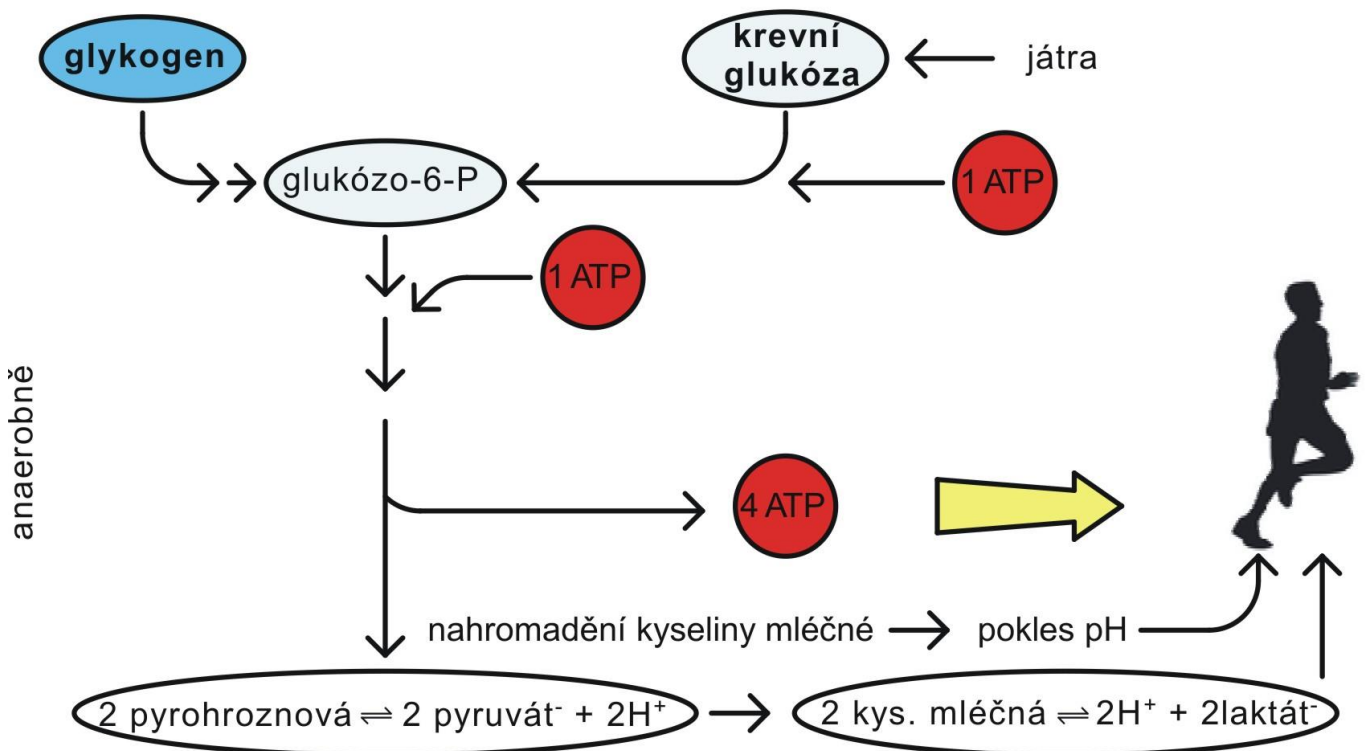 glykogen
krevní
glukóza
játra
glukózo-6-P
1 ATP
1 ATP
anaerobně
4 ATP
nahromadění kyseliny mléčné
pokles pH
2 pyrohroznová ⇌ 2 pyruvát⁻ + 2H⁺
2 kys. mléčná ⇌ 2H⁺ + 2laktát⁻